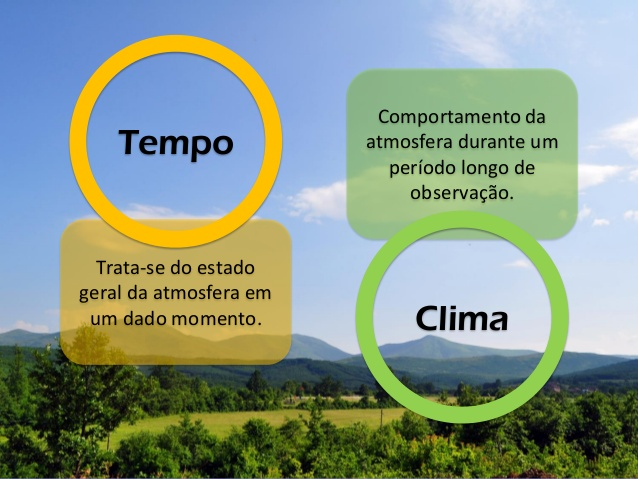 Tempo
Trata-se do estado
geral da atmosfera em
um dado momento.
Comportamento da
atmosfera durante um
período longo de
observação.
Clima